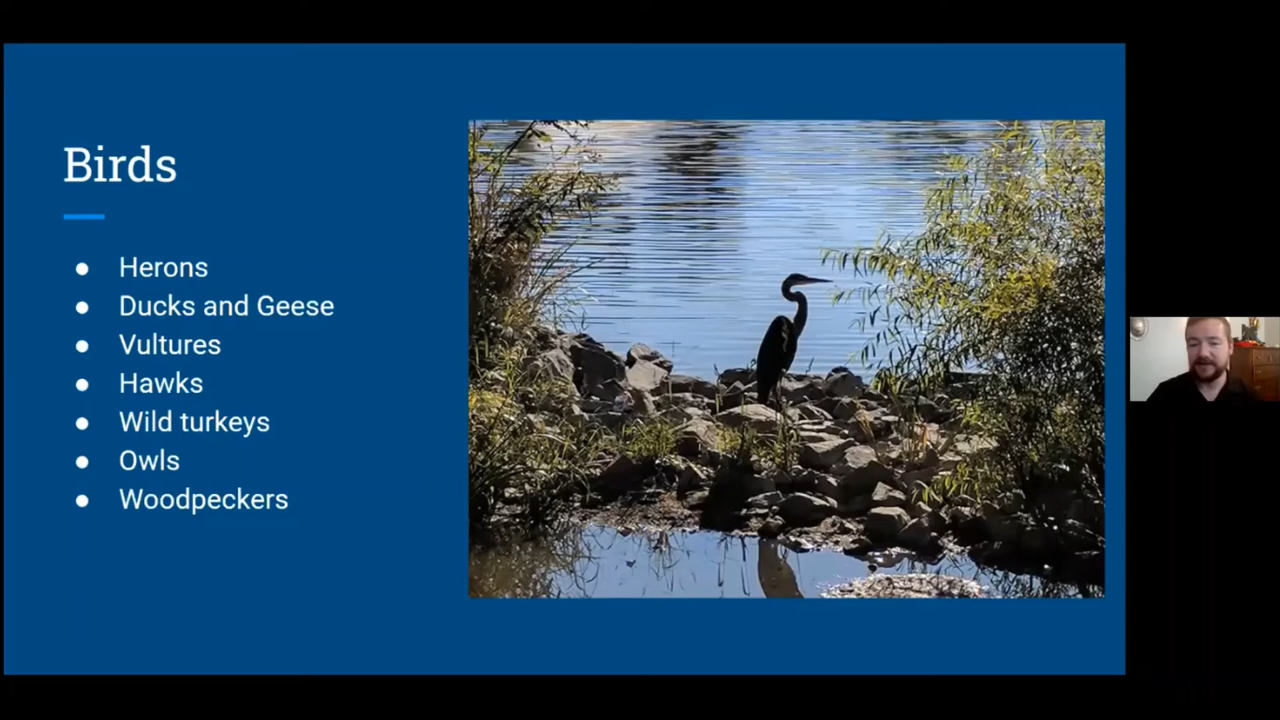 Birds
● Herons
● Ducks and Geese
● Vultures
● Hawks
● Wild turkeys
● Owls
● Woodpeckers